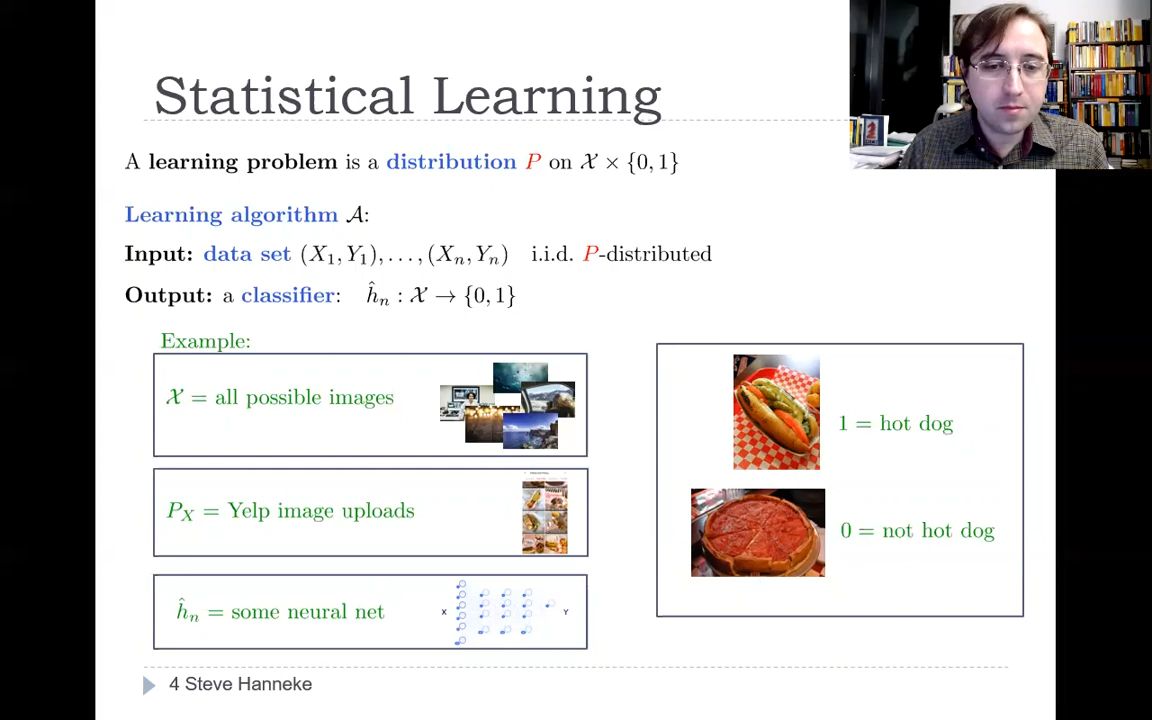 Statistical Learning
A learning problem is a distribution P on 𝒳 × {0, 1}
Learning algorithm 𝒜:
Input: data set (X₁, Y₁), . . . , (Xₙ, Yₙ) i.i.d. P-distributed
Output: a classifier: ĥₙ : 𝒳 → {0, 1}
Example:
𝒳 = all possible images
P_X = Yelp image uploads
ĥₙ = some neural net
X
Y
1 = hot dog
0 = not hot dog
4 Steve Hanneke